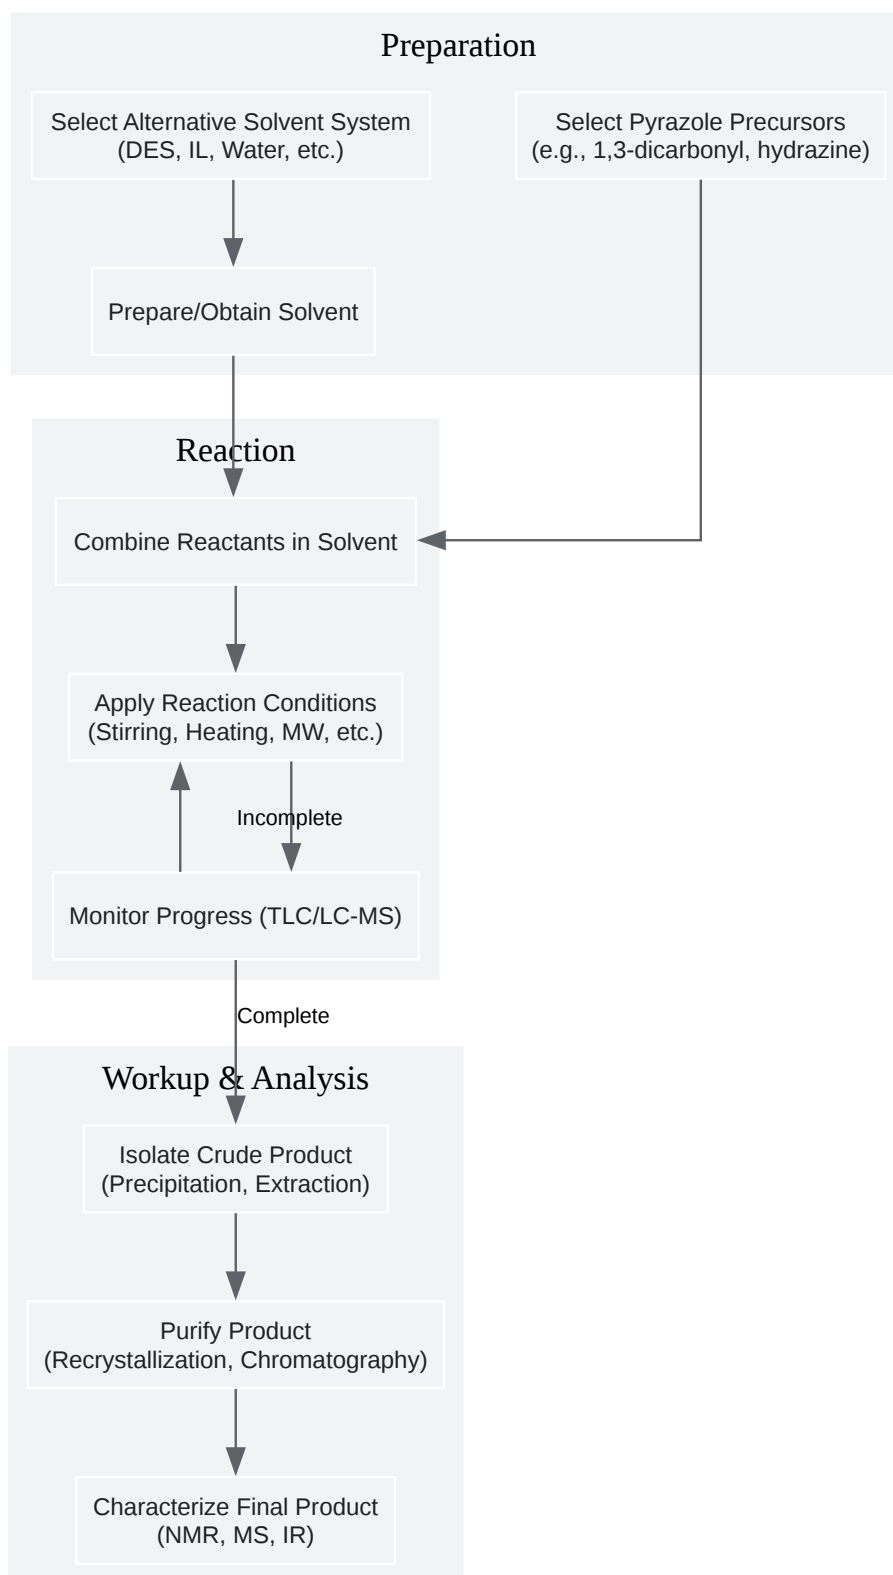 Preparation
Select Alternative Solvent System
(DES, IL, Water, etc.)
Select Pyrazole Precursors
(e.g., 1,3-dicarbonyl, hydrazine)
Prepare/Obtain Solvent
Reaction
Combine Reactants in Solvent
Apply Reaction Conditions
(Stirring, Heating, MW, etc.)
Incomplete
Monitor Progress (TLC/LC-MS)
Complete
Workup & Analysis
Isolate Crude Product
(Precipitation, Extraction)
Purify Product
(Recrystallization, Chromatography)
Characterize Final Product
(NMR, MS, IR)